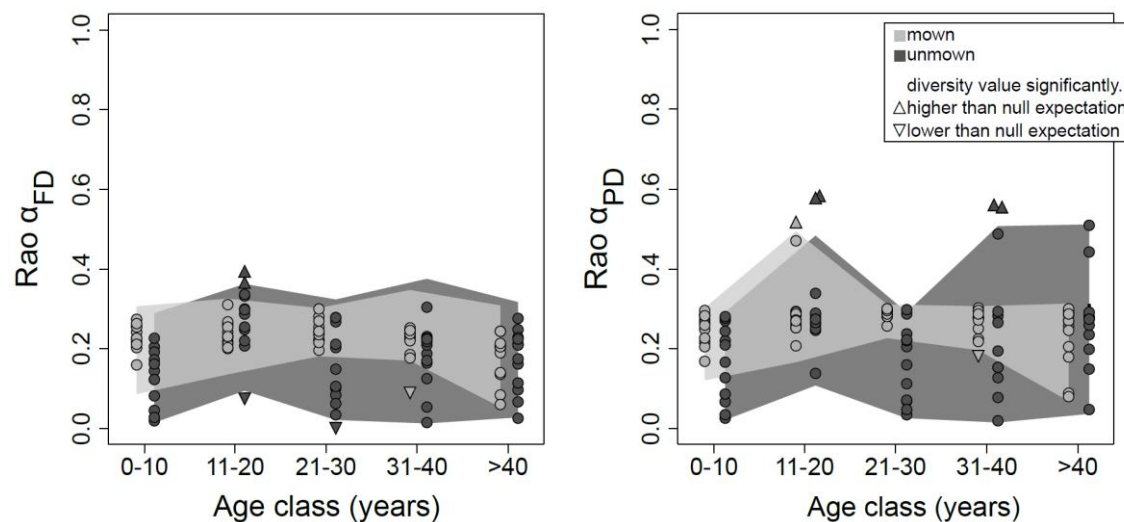 Rao αFD
1.0
0.8
0.6
0.4
0.2
0.0
0-10 11-20 21-30 31-40 >40
Age class (years)
Rao αPD
1.0
0.8
0.6
0.4
0.2
0.0
0-10 11-20 21-30 31-40 >40
Age class (years)
mown
unmown
diversity value significantly.
higher than null expectation
lower than null expectation